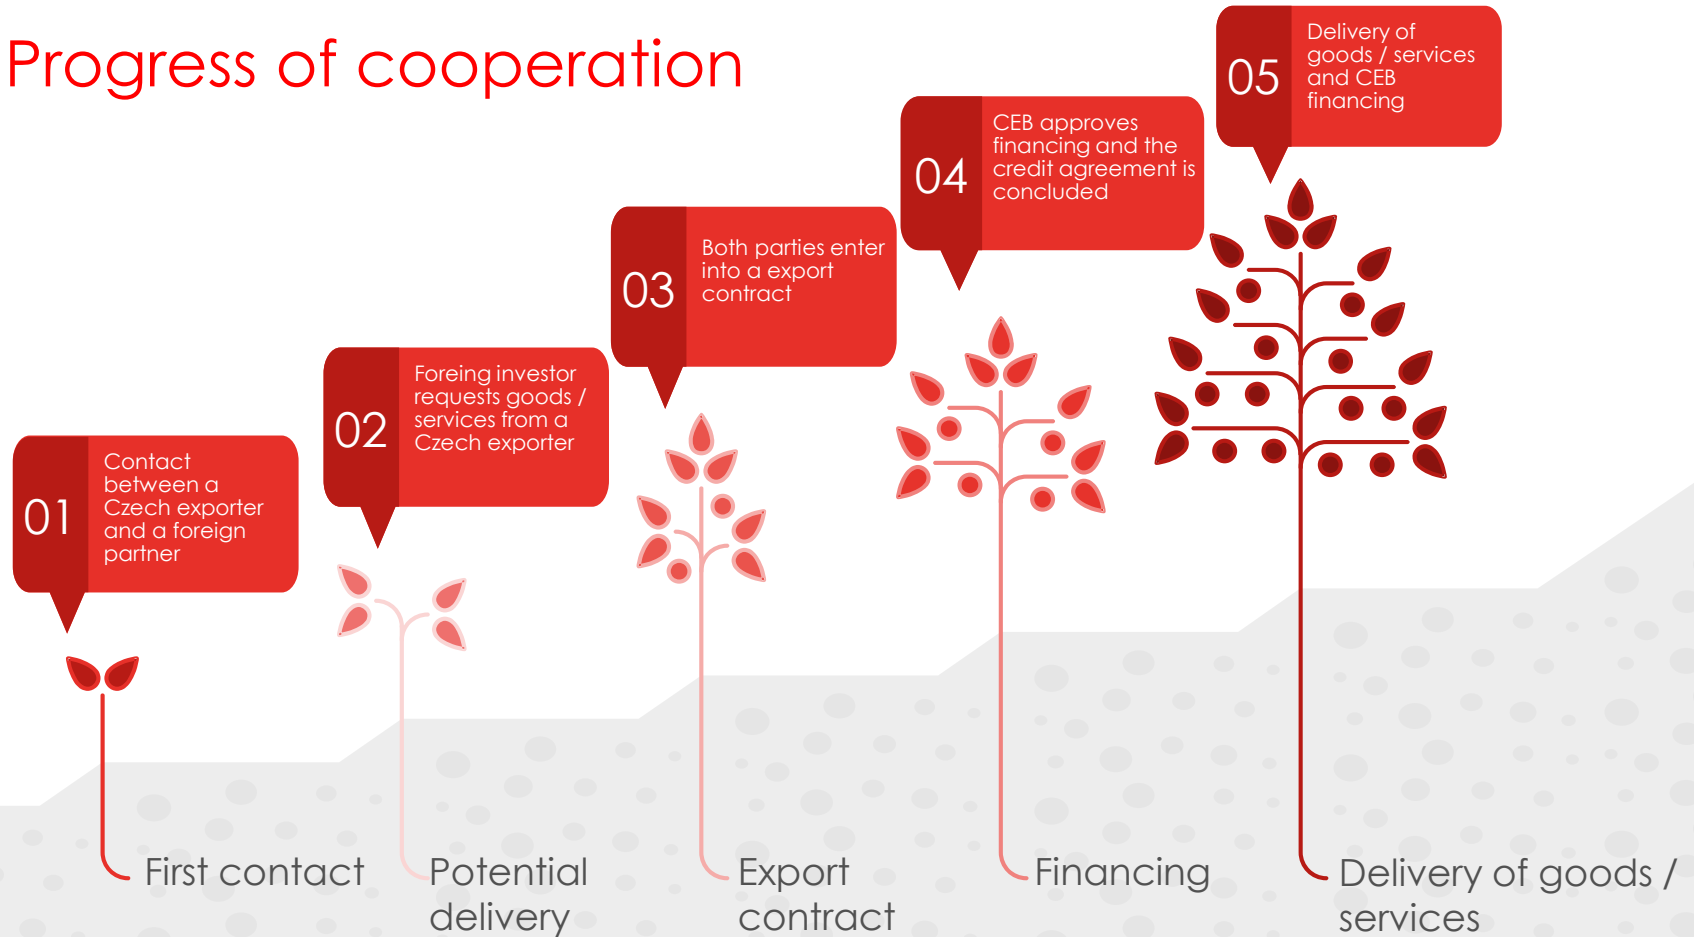 Progress of cooperation
01
Contact
between a
Czech exporter
and a foreign
partner
02
Foreing investor
requests goods /
services from a
Czech exporter
03
Both parties enter
into a export
contract
04
CEB approves
financing and the
credit agreement is
concluded
05
Delivery of
goods / services
and CEB
financing
First contact
Potential
delivery
Export
contract
Financing
Delivery of goods /
services